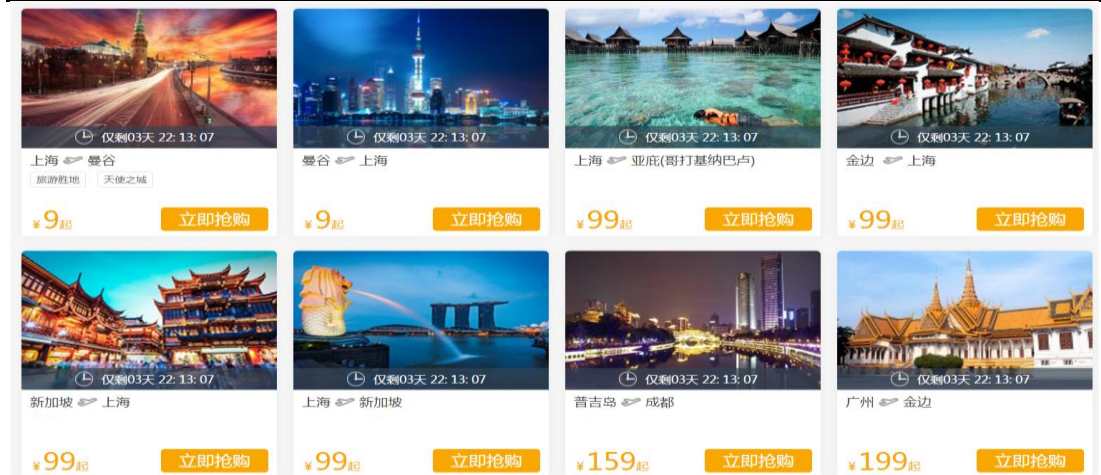 仅剩03天 22: 13: 07
仅剩03天 22: 13: 07
仅剩03天 22: 13: 07
仅剩03天 22: 13: 07
上海 曼谷
曼谷 上海
上海 亚庇(哥打基纳巴卢)
金边 上海
旅游胜地 天使之城
¥9起 立即抢购
¥9起 立即抢购
¥99起 立即抢购
¥99起 立即抢购
仅剩03天 22: 13: 07
仅剩03天 22: 13: 07
仅剩03天 22: 13: 07
仅剩03天 22: 13: 07
新加坡 上海
上海 新加坡
普吉岛 成都
广州 金边
¥99起 立即抢购
¥99起 立即抢购
¥159起 立即抢购
¥199起 立即抢购